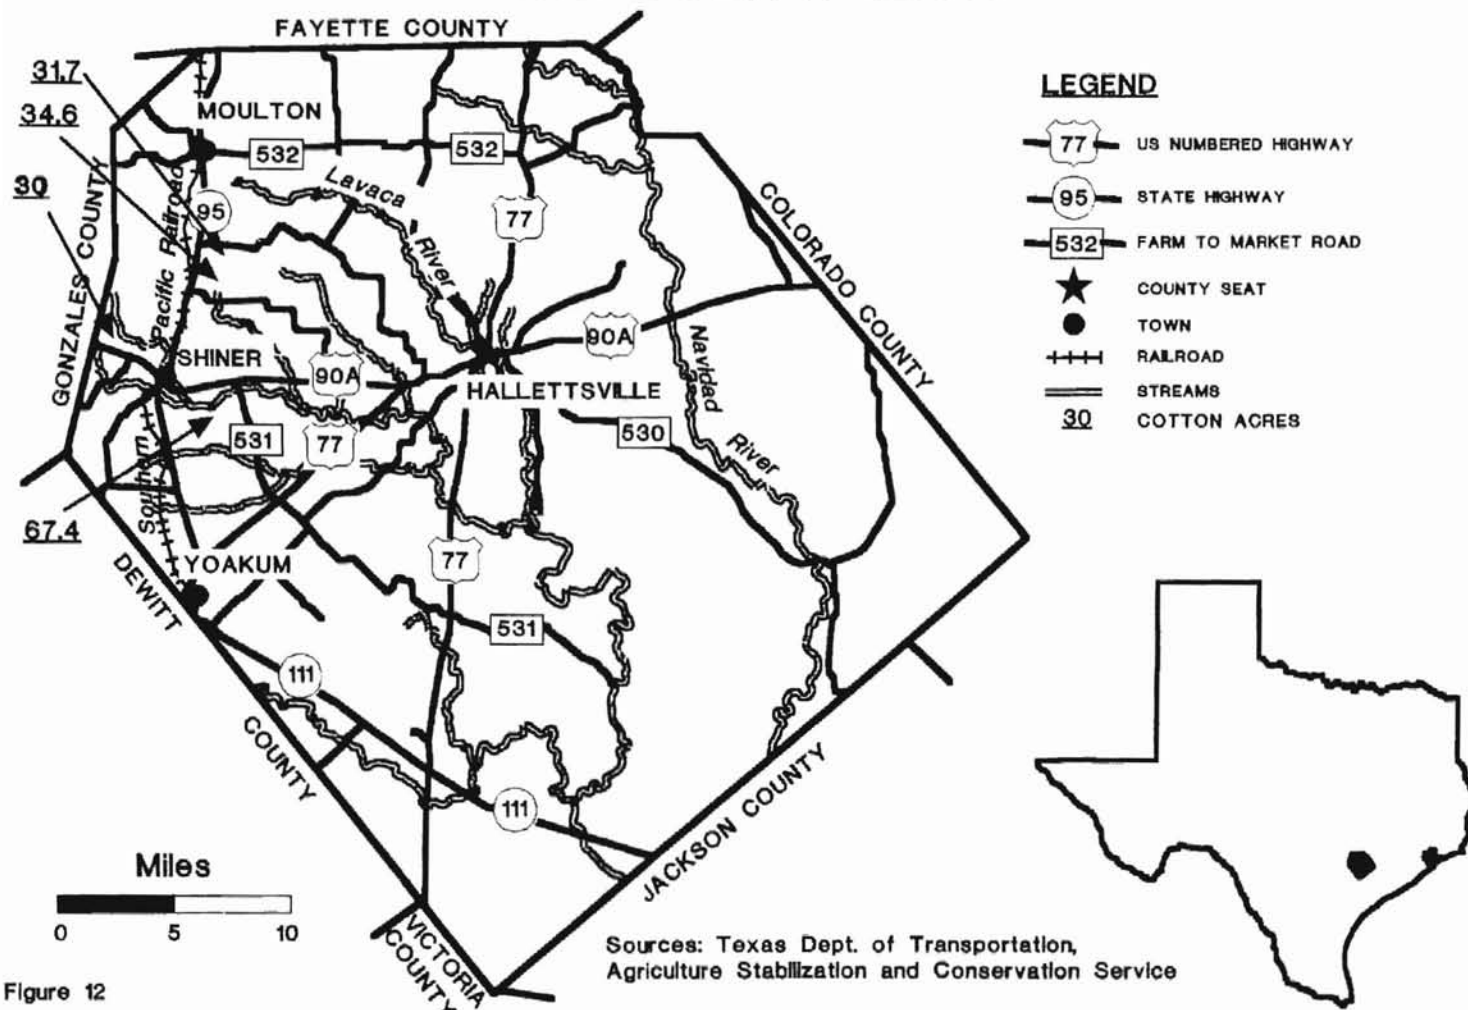 FAYETTE COUNTY
31.7
34.6
30
MOULTON
532
532
Lavaca
River
95
77
GONZALES COUNTY
Pacific Railroad
Southern
COLORADO COUNTY
SHINER
90A
90A
HALLETTSVILLE
Navidad
River
531
77
530
67.4
YOAKUM
77
DEWITT
COUNTY
531
111
111
JACKSON COUNTY
VICTORIA
COUNTY
LEGEND
77 US NUMBERED HIGHWAY
95 STATE HIGHWAY
532 FARM TO MARKET ROAD
COUNTY SEAT
TOWN
RAILROAD
STREAMS
30 COTTON ACRES
Miles
0 5 10
Sources: Texas Dept. of Transportation,
Agriculture Stabilization and Conservation Service
Figure 12